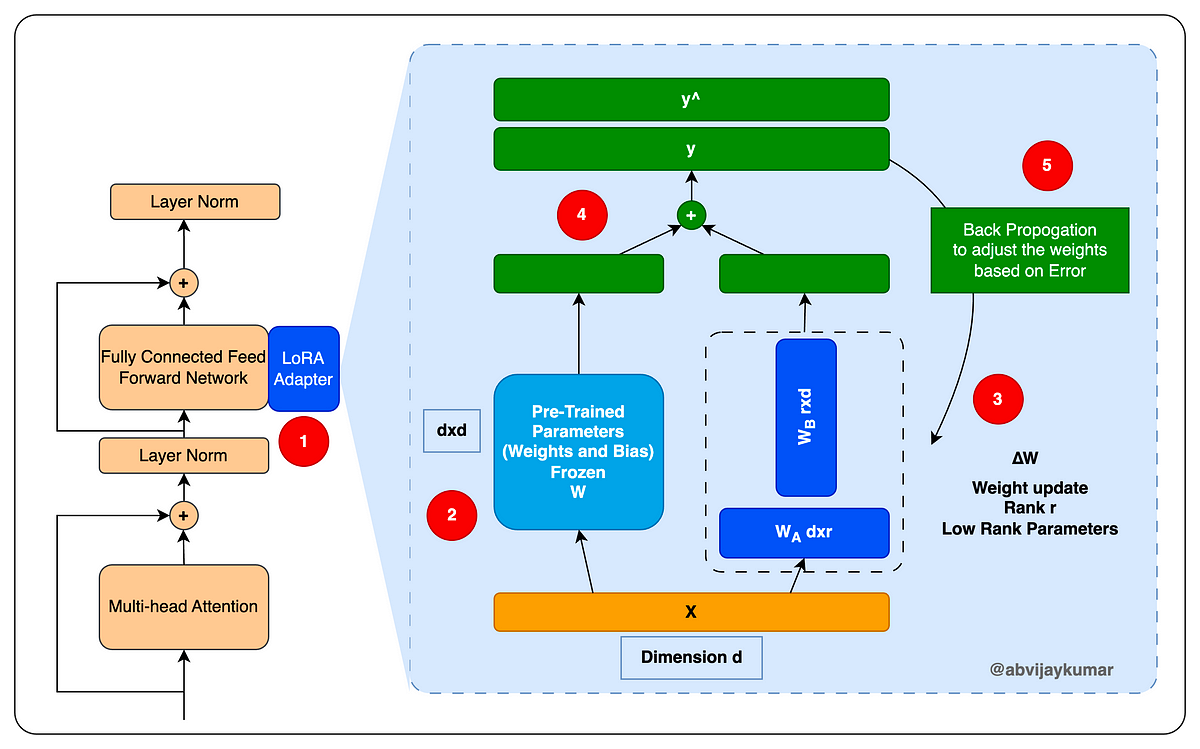 Layer Norm
+
Fully Connected Feed
Forward Network
LoRA
Adapter
1
Layer Norm
+
Multi-head Attention
y^
y
4
+
5
Back Propogation
to adjust the weights
based on Error
dxd
2
Pre-Trained
Parameters
(Weights and Bias)
Frozen
W
W_B rxd
W_A dxr
3
ΔW
Weight update
Rank r
Low Rank Parameters
X
Dimension d
@abvijaykumar